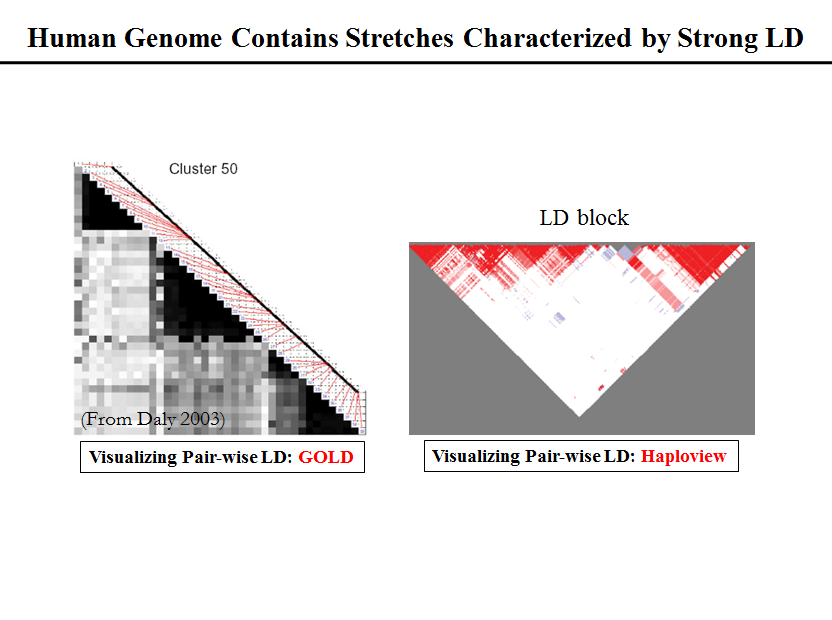 Human Genome Contains Stretches Characterized by Strong LD
Cluster 50
(From Daly 2003)
Visualizing Pair-wise LD: GOLD
LD block
Visualizing Pair-wise LD: Haploview